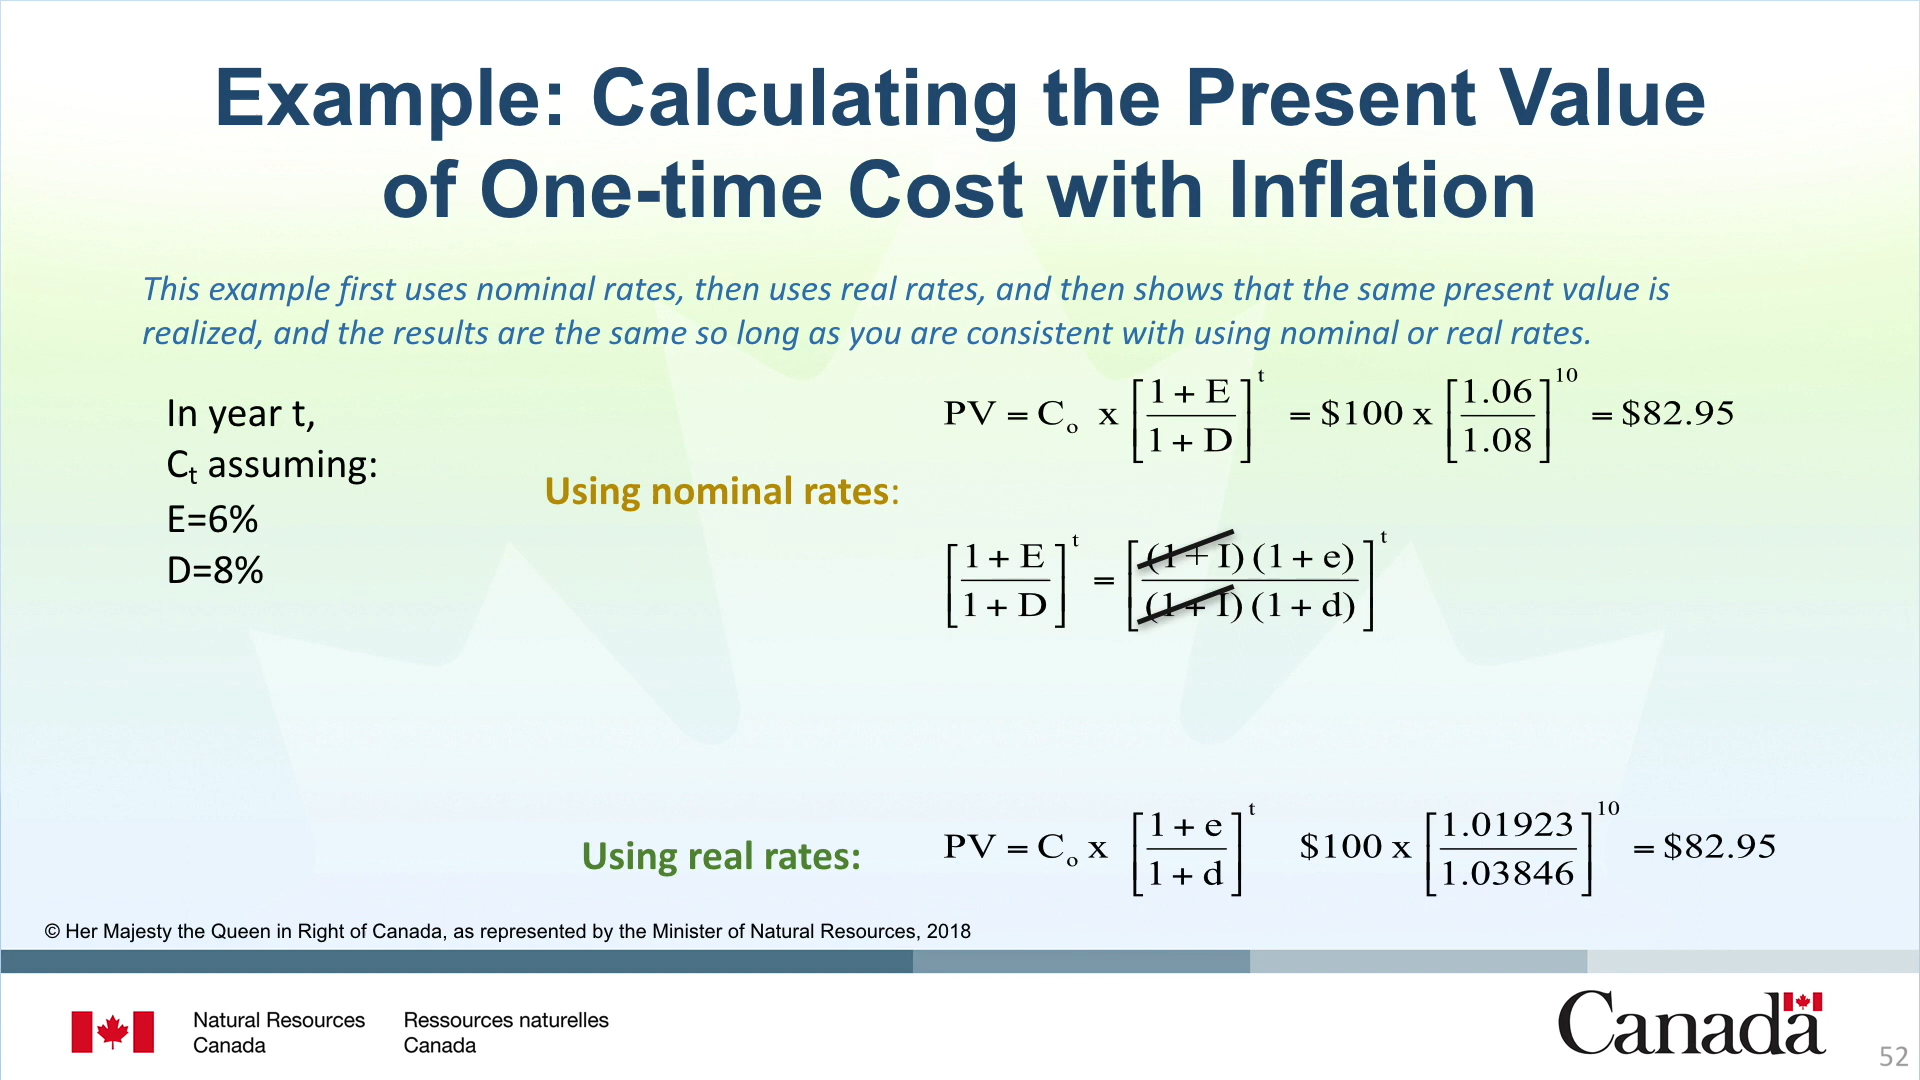 Example: Calculating the Present Value
of One-time Cost with Inflation
This example first uses nominal rates, then uses real rates, and then shows that the same present value is
realized, and the results are the same so long as you are consistent with using nominal or real rates.
In year t,
Cₜ assuming:
E=6%
D=8%
Using nominal rates:
PV = Cₒ x [1 + E / 1 + D]^t = $100 x [1.06 / 1.08]^10 = $82.95
[1 + E / 1 + D]^t = [(1 + I) (1 + e) / (1 + I) (1 + d)]^t
Using real rates:
PV = Cₒ x [1 + e / 1 + d]^t $100 x [1.01923 / 1.03846]^10 = $82.95
© Her Majesty the Queen in Right of Canada, as represented by the Minister of Natural Resources, 2018
Natural Resources
Canada
Ressources naturelles
Canada
Canada
52